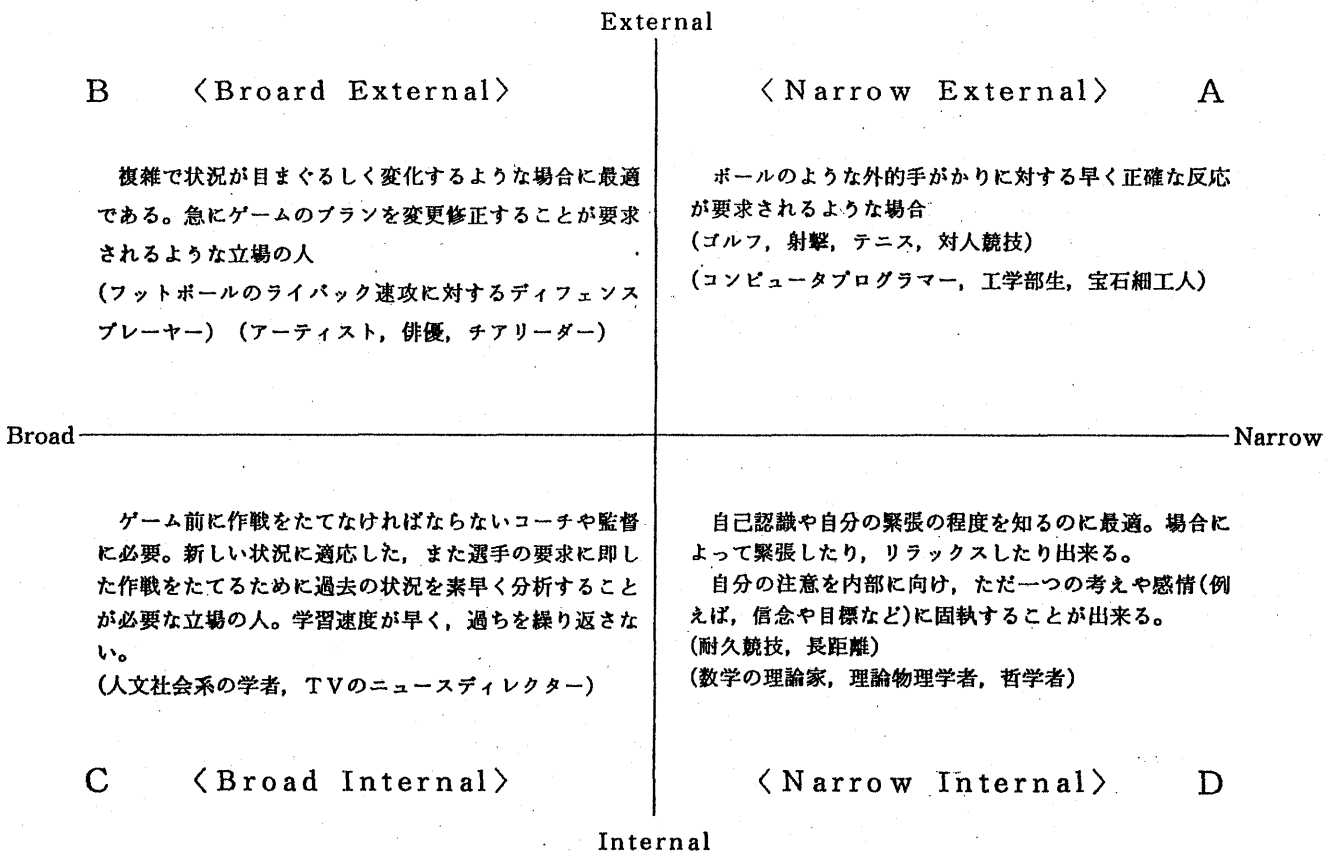 External
B 〈Broard External〉
複雑で状況が目まぐるしく変化するような場合に最適
である。急にゲームのプランを変更修正することが要求
されるような立場の人
(フットボールのライバック速攻に対するディフェンス
プレーヤー) (アーティスト,俳優,チアリーダー)
〈Narrow External〉 A
ボールのような外的手がかりに対する早く正確な反応
が要求されるような場合
(ゴルフ,射撃,テニス,対人競技)
(コンピュータプログラマー,工学部生,宝石細工人)
Broad
Narrow
ゲーム前に作戦をたてなければならないコーチや監督
に必要。新しい状況に適応した,また選手の要求に即し
た作戦をたてるために過去の状況を素早く分析すること
が必要な立場の人。学習速度が早く,過ちを繰り返さな
い。
(人文社会系の学者,TVのニュースディレクター)
C 〈Broad Internal〉
自己認識や自分の緊張の程度を知るのに最適。場合に
よって緊張したり,リラックスしたり出来る。
自分の注意を内部に向け,ただ一つの考えや感情(例
えば,信念や目標など)に固執することが出来る。
(耐久競技,長距離)
(数学の理論家,理論物理学者,哲学者)
〈Narrow Internal〉 D
Internal